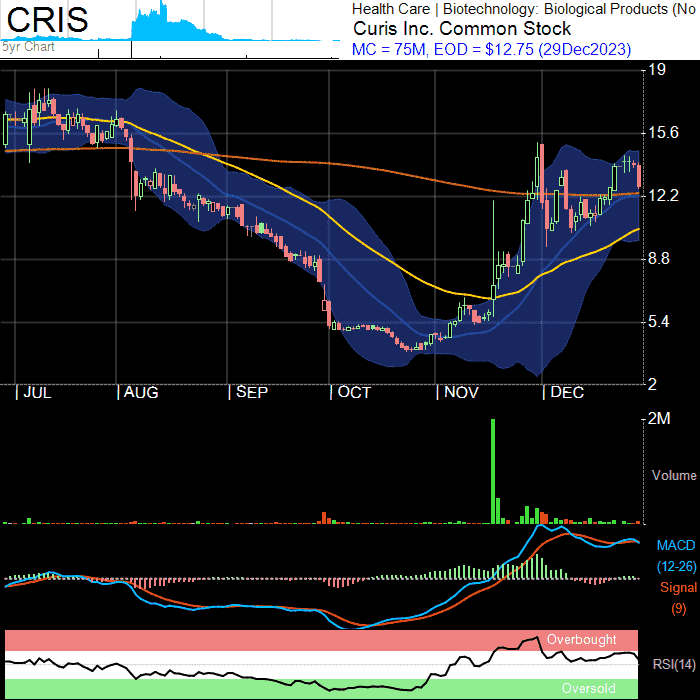 CRIS
5yr Chart
Health Care | Biotechnology: Biological Products (No
Curis Inc. Common Stock
MC = 75M, EOD = $12.75 (29Dec2023)
19
15.6
12.2
8.8
5.4
2
JUL AUG SEP OCT NOV DEC
2M
Volume
MACD
(12-26)
Signal
(9)
Overbought
RSI(14)
Oversold